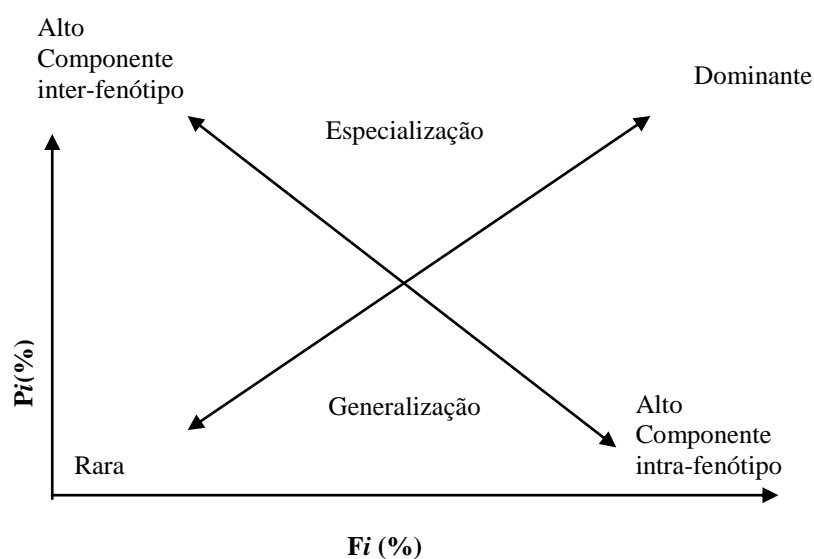 Alto
Componente
inter-fenótipo
Dominante
Especialização
Pi(%)
Generalização
Alto
Componente
intra-fenótipo
Rara
Fi (%)